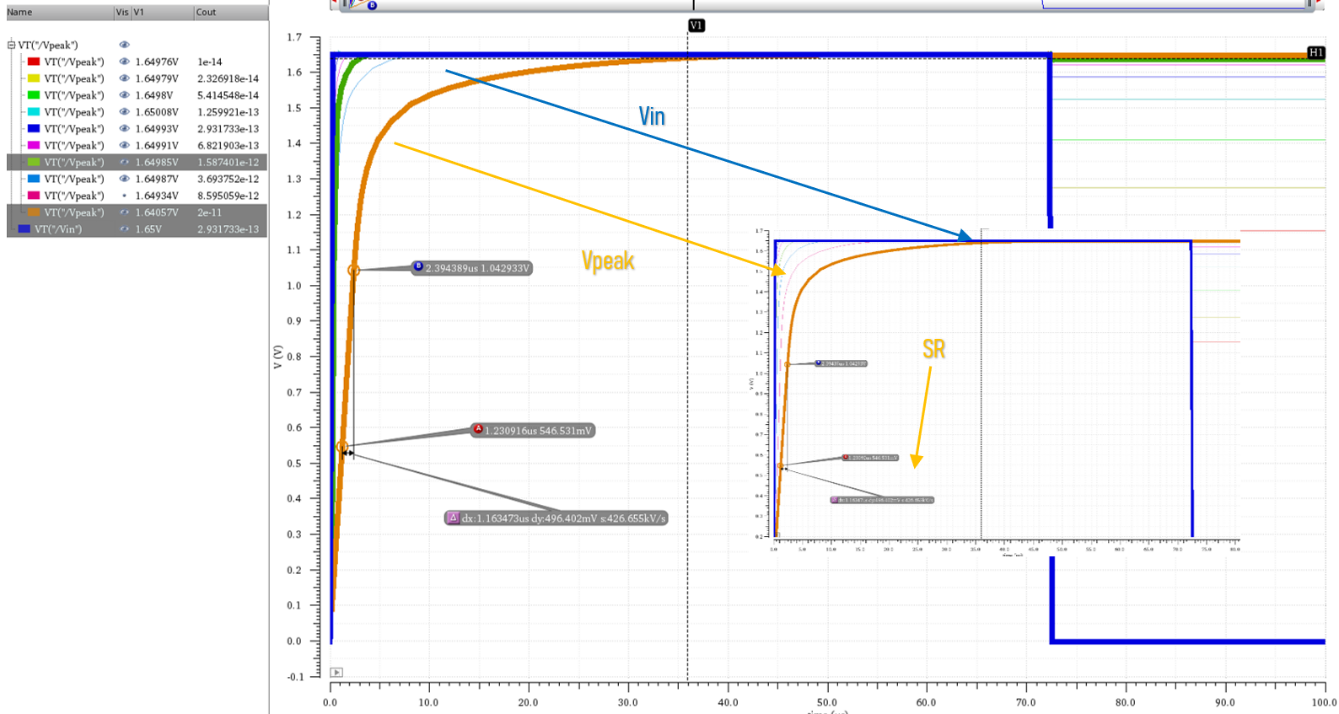 Name Vis V1 Cout
VT("/Vpeak")
VT("/Vpeak") 1.64976V 1e-14
VT("/Vpeak") 1.64979V 2.326918e-14
VT("/Vpeak") 1.6498V 5.414548e-14
VT("/Vpeak") 1.65008V 1.259921e-13
VT("/Vpeak") 1.64993V 2.931733e-13
VT("/Vpeak") 1.64991V 6.821903e-13
VT("/Vpeak") 1.64985V 1.587401e-12
VT("/Vpeak") 1.64987V 3.693752e-12
VT("/Vpeak") 1.64934V 8.595059e-12
VT("/Vpeak") 1.64057V 2e-11
VT("/Vin") 1.65V 2.931733e-13
B
V1
H1
1.7
1.6
1.5
1.4
1.3
1.2
1.1
1.0
0.9
0.8
0.7
0.6
0.5
0.4
0.3
0.2
0.1
0.0
-0.1
V (V)
Vin
Vpeak
SR
B 2.394389us 1.042933V
A 1.230916us 546.531mV
dx:1.163473us dy:496.402mV s:426.655kV/s
0.0 10.0 20.0 30.0 40.0 50.0 60.0 70.0 80.0 90.0 100.0